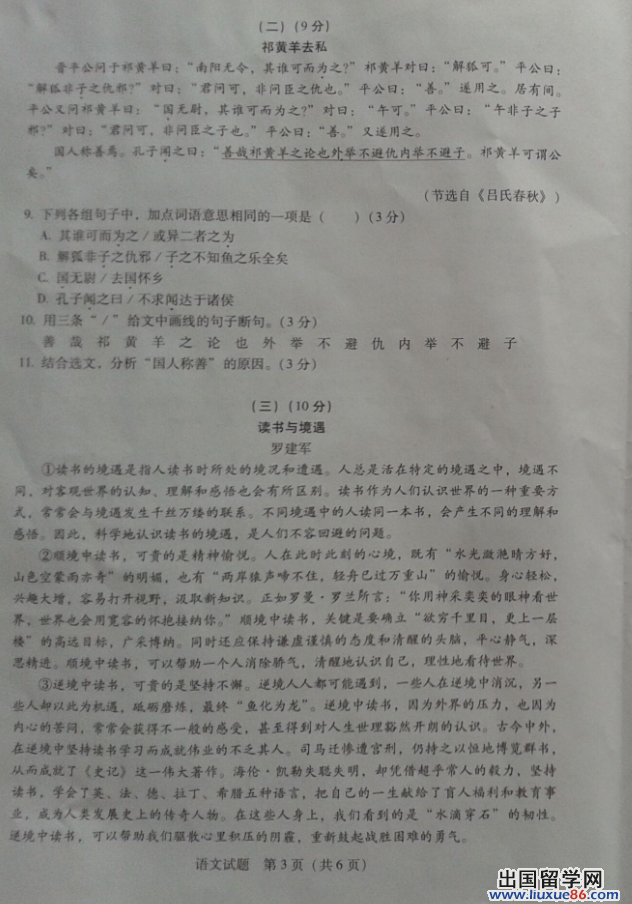 (二)(9分)
祁黄羊去私
晋平公问于祁黄羊曰：“南阳无令，其谁可而为之？”祁黄羊对曰：“解狐可。”平公曰：
“解狐非子之仇邪？”对曰：“君问可，非问臣之仇也。”平公曰：“善。”遂用之。居有间，
平公又问祁黄羊曰：“国无尉，其谁可而为之？”对曰：“午可。”平公曰：“午非子之子
邪？”对曰：“君问可，非问臣之子也。”平公曰：“善。”又遂用之。
国人称善焉。孔子闻之曰：“善哉祁黄羊之论也外举不避仇内举不避子。祁黄羊可谓公
矣。”
(节选自《吕氏春秋》)
9. 下列各组句子中，加点词语意思相同的一项是（ ）(3分)
A. 其谁可而为之/或异二者之为
B. 解狐非子之仇邪/子之不知鱼之乐全矣
C. 国无尉/去国怀乡
D. 孔子闻之曰/不求闻达于诸侯
10. 用三条“/”给文中画线的句子断句。(3分)
善 哉 祁 黄 羊 之 论 也 外 举 不 避 仇 内 举 不 避 子
11. 结合选文，分析“国人称善”的原因。(3分)
(三)(10分)
读书与境遇
罗建军
①读书的境遇是指人读书时所处的境况和遭遇。人总是活在特定的境遇之中，境遇不
同，对客观世界的认知、理解和感悟也会有所区别。读书作为人们认识世界的一种重要方
式，常常会与境遇发生千丝万缕的联系。不同境遇中的人读同一本书，会产生不同的理解和
感悟。因此，科学地认识读书的境遇，是人们不容回避的问题。
②顺境中读书，可贵的是精神愉悦。人在此时此刻的心境，既有“水光潋滟晴方好，
山色空蒙雨亦奇”的明媚，也有“两岸猿声啼不住，轻舟已过万重山”的愉悦。身心轻松，
兴趣大增，容易打开视野，汲取新知识。正如罗曼·罗兰所言：“你用神采奕奕的眼神看世
界，世界也会用宽容的怀抱接纳你。”顺境中读书，关键是要确立“欲穷千里目，更上一层
楼”的高远目标，广采博纳。同时还应保持谦虚谨慎的态度和清醒的头脑，平心静气，深
思精进。顺境中读书，可以帮助一个人消除骄气，清醒地认识自己，理性地看待世界。
③逆境中读书，可贵的是坚持不懈。逆境人人都可能遇到，一些人在逆境中消沉，另一
些人却以此为机遇，砥砺磨炼，最终“鱼化为龙”。逆境中读书，因为外界的压力，也因为
内心的苦闷，常常会获得不一般的感受，甚至得到对人生世理豁然开朗的认识。古今中外，
在逆境中坚持读书学习而成就伟业的不乏其人。司马迁惨遭宫刑，仍持之以恒地博览群书，
从而成就了《史记》这一伟大著作。海伦·凯勒失聪失明，却凭借超乎常人的毅力，坚持
读书，学会了英、法、德、拉丁、希腊五种语言，把自己的一生献给了盲人福利和教育事
业，成为人类发展史上的传奇人物。在这些人身上，我们看到的是“水滴穿石”的韧性。
逆境中读书，可以帮助我们驱散心里积压的阴霾，重新鼓起战胜困难的勇气。
语文试题 第3页（共6页）
出国留学网
www.liuxue86.com